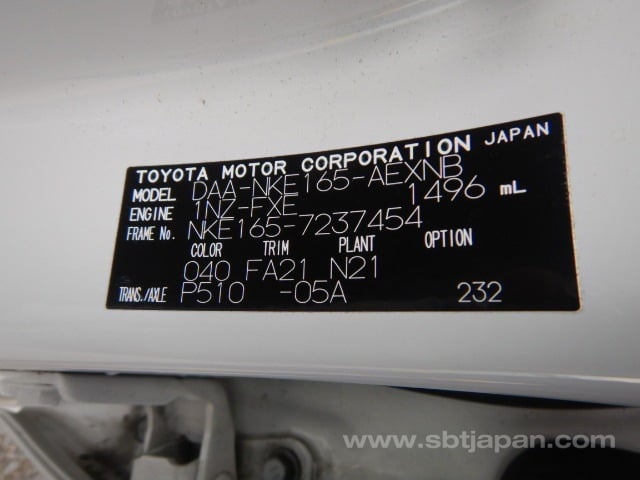 TOYOTA MOTOR CORPORATION JAPAN
MODEL DAA-NKE165-AEXNB
ENGINE 1NZ-FXE 1496 mL
FRAME No. NKE165-7237454
COLOR TRIM PLANT OPTION
040 FA21 N21
TRANS./AXLE P510 -05A 232
www.sbtjapan.com